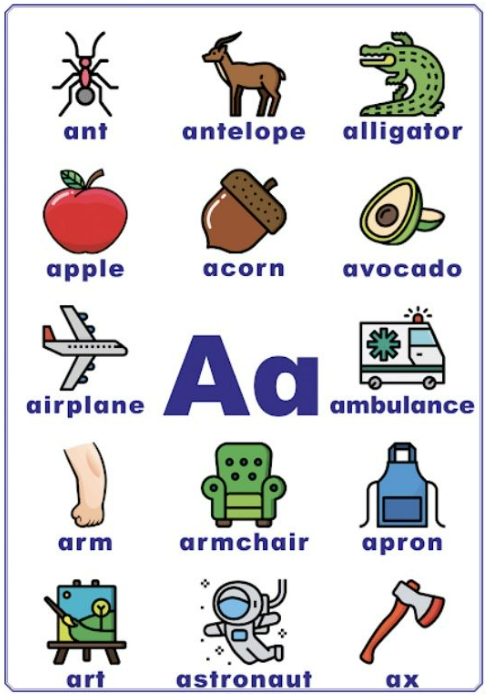 ant antelope alligator
apple acorn avocado
airplane Aa ambulance
arm armchair apron
art astronaut ax